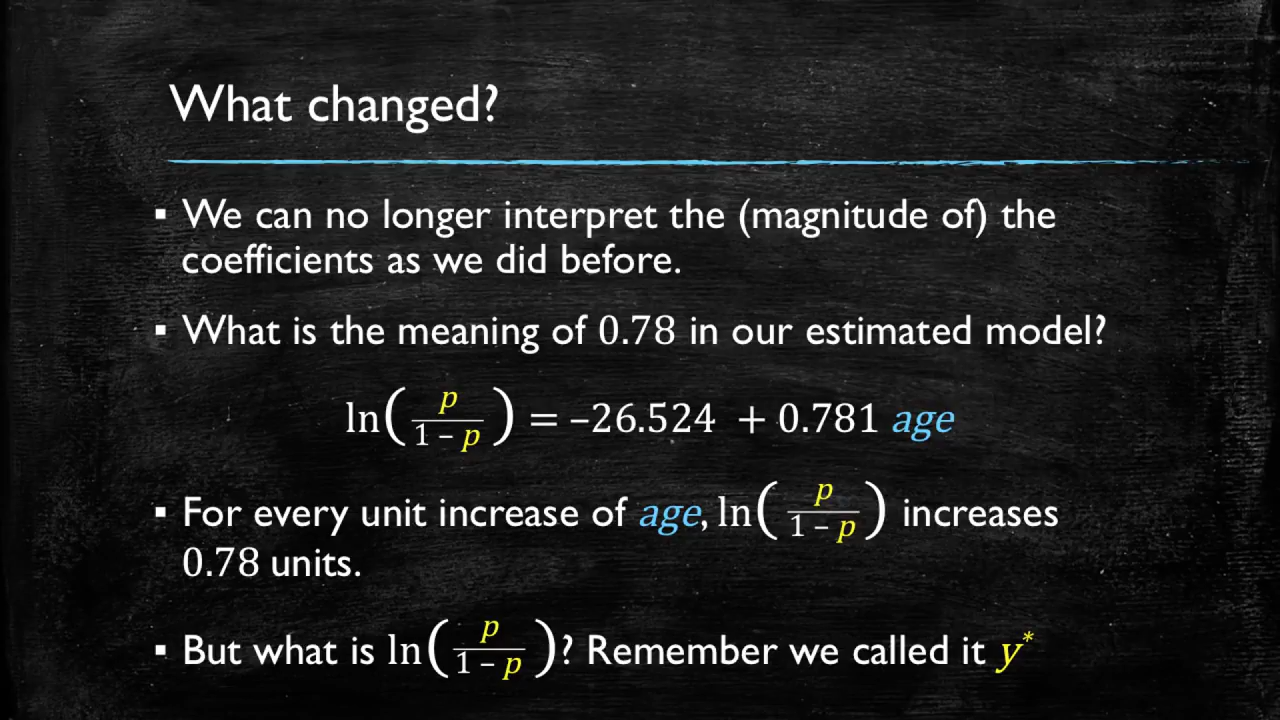 What changed?
▪ We can no longer interpret the (magnitude of) the
coefficients as we did before.
▪ What is the meaning of 0.78 in our estimated model?
ln(p/(1 – p)) = –26.524 + 0.781 age
▪ For every unit increase of age, ln(p/(1 – p)) increases
0.78 units.
▪ But what is ln(p/(1 – p))? Remember we called it y*